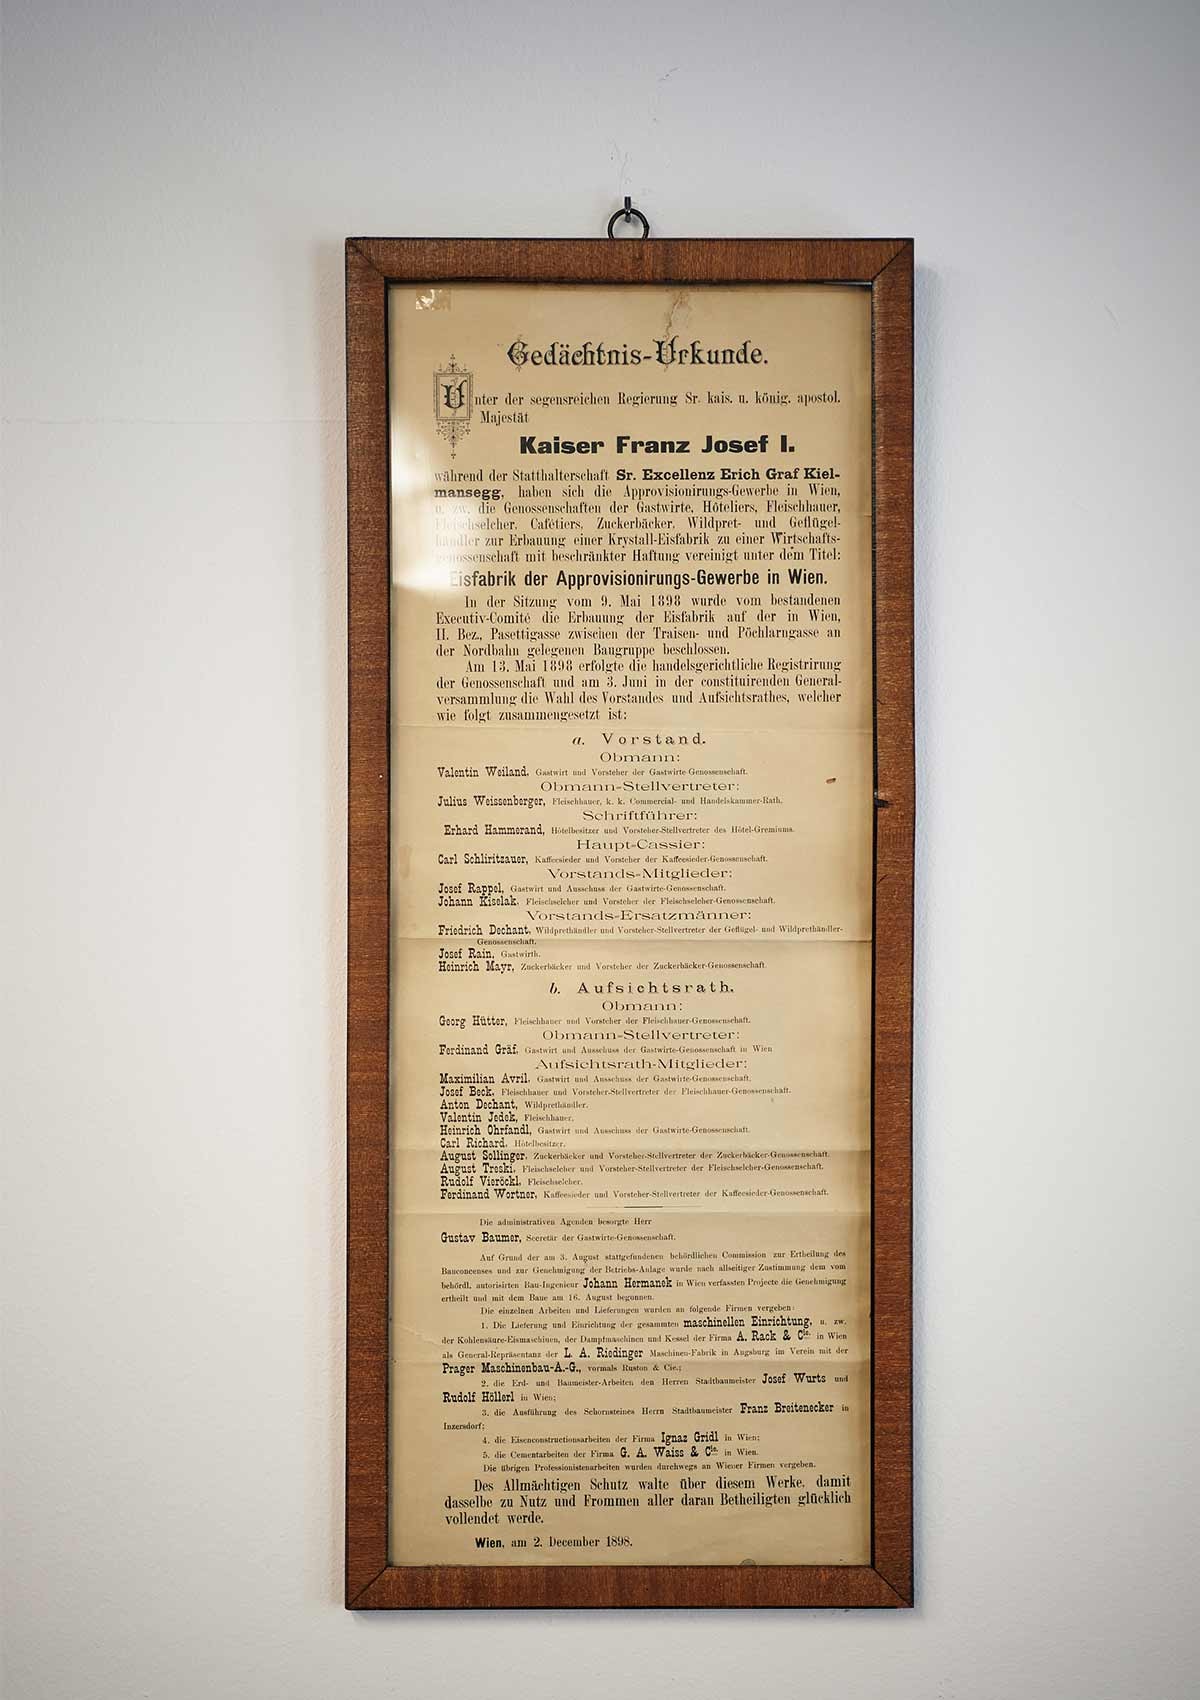 Gedächtnis-Urkunde.
Unter der segensreichen Regierung Sr. kais. u. könig. apostol.
Majestät
Kaiser Franz Josef I.
während der Statthalterschaft Sr. Excellenz Erich Graf Kiel-
mansegg, haben sich die Approvisionirungs-Gewerbe in Wien,
u. zw. die Genossenschaften der Gastwirte, Hôteliers, Fleischhauer,
Fleischselcher, Cafétiers, Zuckerbäcker, Wildpret- und Geflügel-
händler zur Erbauung einer Krystall-Eisfabrik zu einer Wirtschafts-
genossenschaft mit beschränkter Haftung vereinigt unter dem Titel:
Eisfabrik der Approvisionirungs-Gewerbe in Wien.
In der Sitzung vom 9. Mai 1898 wurde vom bestandenen
Executiv-Comité die Erbauung der Eisfabrik auf der in Wien,
II. Bez., Pasettigasse zwischen der Traisen- und Pöchlarngasse an
der Nordbahn gelegenen Baugruppe beschlossen.
Am 13. Mai 1898 erfolgte die handelsgerichtliche Registrirung
der Genossenschaft und am 3. Juni in der constituirenden General-
versammlung die Wahl des Vorstandes und Aufsichtsrathes, welcher
wie folgt zusammengesetzt ist:
a. Vorstand.
Obmann:
Valentin Weiland, Gastwirt und Vorsteher der Gastwirte-Genossenschaft.
Obmann-Stellvertreter:
Julius Weissenberger, Fleischhauer, k. k. Commercial- und Handelskammer-Rath.
Schriftführer:
Erhard Hammerand, Hôtelbesitzer und Vorsteher-Stellvertreter des Hôtel-Gremiums.
Haupt-Cassier:
Carl Schliritzauer, Kaffeesieder und Vorsteher der Kaffeesieder-Genossenschaft.
Vorstands-Mitglieder:
Josef Rappel, Gastwirt und Ausschuss der Gastwirte-Genossenschaft.
Johann Kiselak, Fleischselcher und Vorsteher der Fleischselcher-Genossenschaft.
Vorstands-Ersatzmänner:
Friedrich Dechant, Wildprethändler und Vorsteher-Stellvertreter der Geflügel- und Wildprethändler-
Genossenschaft.
Josef Rain, Gastwirth.
Heinrich Mayr, Zuckerbäcker und Vorsteher der Zuckerbäcker-Genossenschaft.
b. Aufsichtsrath.
Obmann:
Georg Hütter, Fleischhauer und Vorsteher der Fleischhauer-Genossenschaft.
Obmann-Stellvertreter:
Ferdinand Gräf, Gastwirt und Ausschuss der Gastwirte-Genossenschaft in Wien
Aufsichtsrath-Mitglieder:
Maximilian Avril, Gastwirt und Ausschuss der Gastwirte-Genossenschaft.
Josef Beck, Fleischhauer und Vorsteher-Stellvertreter der Fleischhauer-Genossenschaft.
Anton Dechant, Wildprethändler.
Valentin Jedek, Fleischhauer.
Heinrich Ohrfandl, Gastwirt und Ausschuss der Gastwirte-Genossenschaft.
Carl Richard, Hôtelbesitzer.
August Sollinger, Zuckerbäcker und Vorsteher-Stellvertreter der Zuckerbäcker-Genossenschaft.
August Treski, Fleischselcher und Vorsteher-Stellvertreter der Fleischselcher-Genossenschaft.
Rudolf Vieröckl, Fleischselcher.
Ferdinand Wortner, Kaffeesieder und Vorsteher-Stellvertreter der Kaffeesieder-Genossenschaft.
Die administrativen Agenden besorgte Herr
Gustav Baumer, Secretär der Gastwirte-Genossenschaft.
Auf Grund der am 3. August stattgefundenen behördlichen Commission zur Ertheilung des
Bauconcenses und zur Genehmigung der Betriebs-Anlage wurde nach allseitiger Zustimmung dem vom
behördl. autorisirten Bau-Ingenieur Johann Hermanek in Wien verfassten Projecte die Genehmigung
ertheilt und mit dem Baue am 16. August begonnen.
Die einzelnen Arbeiten und Lieferungen wurden an folgende Firmen vergeben:
1. Die Lieferung und Einrichtung der gesammten maschinellen Einrichtung, u. zw.
der Kohlensäure-Eismaschinen, der Dampfmaschinen und Kessel der Firma A. Rack & Cie. in Wien
als General-Repräsentanz der L. A. Riedinger Maschinen-Fabrik in Augsburg im Verein mit der
Prager Maschinenbau-A.-G., vormals Ruston & Cie.;
2. die Erd- und Baumeister-Arbeiten den Herren Stadtbaumeister Josef Wurts und
Rudolf Höllerl in Wien;
3. die Ausführung des Schornsteines Herrn Stadtbaumeister Franz Breitenecker in
Inzersdorf;
4. die Eisenconstructionsarbeiten der Firma Ignaz Gridl in Wien;
5. die Cementarbeiten der Firma G. A. Waiss & Cie. in Wien.
Die übrigen Professionistenarbeiten wurden durchwegs an Wiener Firmen vergeben.
Des Allmächtigen Schutz walte über diesem Werke, damit
dasselbe zu Nutz und Frommen aller daran Betheiligten glücklich
vollendet werde.
Wien, am 2. December 1898.